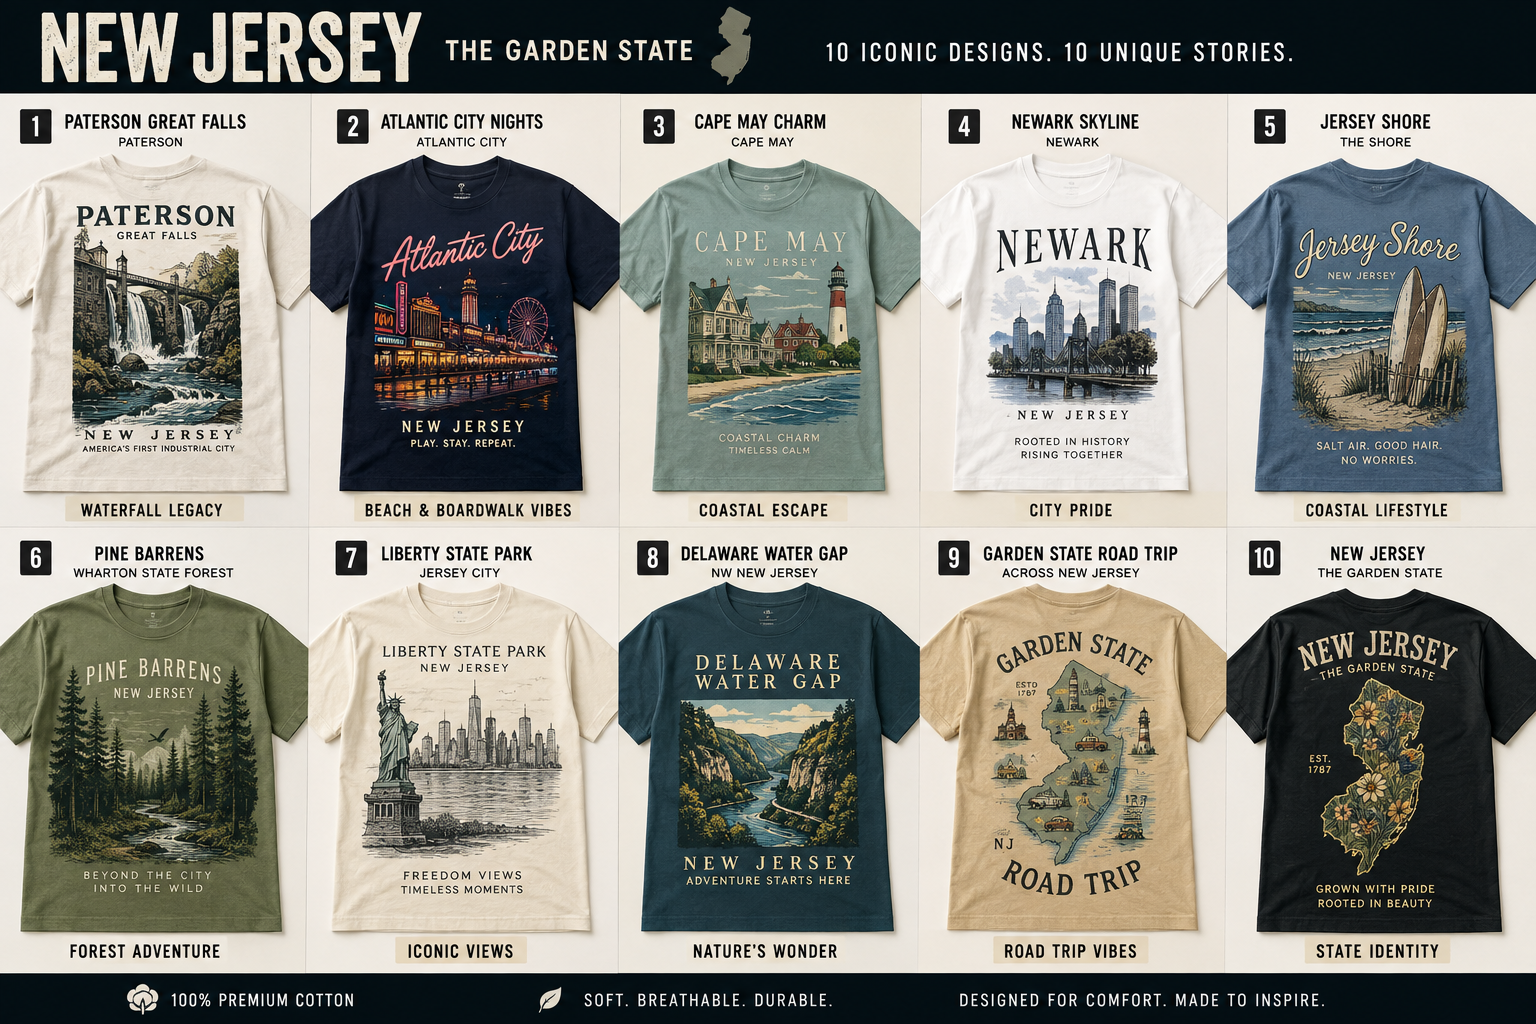 NEW JERSEY
THE GARDEN STATE
10 ICONIC DESIGNS. 10 UNIQUE STORIES.
1
PATERSON GREAT FALLS
PATERSON
PATERSON
GREAT FALLS
NEW JERSEY
AMERICA'S FIRST INDUSTRIAL CITY
WATERFALL LEGACY
2
ATLANTIC CITY NIGHTS
ATLANTIC CITY
Atlantic City
NEW JERSEY
PLAY. STAY. REPEAT.
BEACH & BOARDWALK VIBES
3
CAPE MAY CHARM
CAPE MAY
CAPE MAY
NEW JERSEY
COASTAL CHARM
TIMELESS CALM
COASTAL ESCAPE
4
NEWARK SKYLINE
NEWARK
NEWARK
NEW JERSEY
ROOTED IN HISTORY
RISING TOGETHER
CITY PRIDE
5
JERSEY SHORE
THE SHORE
Jersey Shore
NEW JERSEY
SALT AIR. GOOD HAIR.
NO WORRIES.
COASTAL LIFESTYLE
6
PINE BARRENS
WHARTON STATE FOREST
PINE BARRENS
NEW JERSEY
BEYOND THE CITY
INTO THE WILD
FOREST ADVENTURE
7
LIBERTY STATE PARK
JERSEY CITY
LIBERTY STATE PARK
NEW JERSEY
FREEDOM VIEWS
TIMELESS MOMENTS
ICONIC VIEWS
8
DELAWARE WATER GAP
NW NEW JERSEY
DELAWARE
WATER GAP
NEW JERSEY
ADVENTURE STARTS HERE
NATURE'S WONDER
9
GARDEN STATE ROAD TRIP
ACROSS NEW JERSEY
GARDEN STATE
ESTD
1787
NJ
ROAD TRIP
ROAD TRIP VIBES
10
NEW JERSEY
THE GARDEN STATE
NEW JERSEY
THE GARDEN STATE
EST.
1787
GROWN WITH PRIDE
ROOTED IN BEAUTY
STATE IDENTITY
100% PREMIUM COTTON
SOFT. BREATHABLE. DURABLE.
DESIGNED FOR COMFORT. MADE TO INSPIRE.